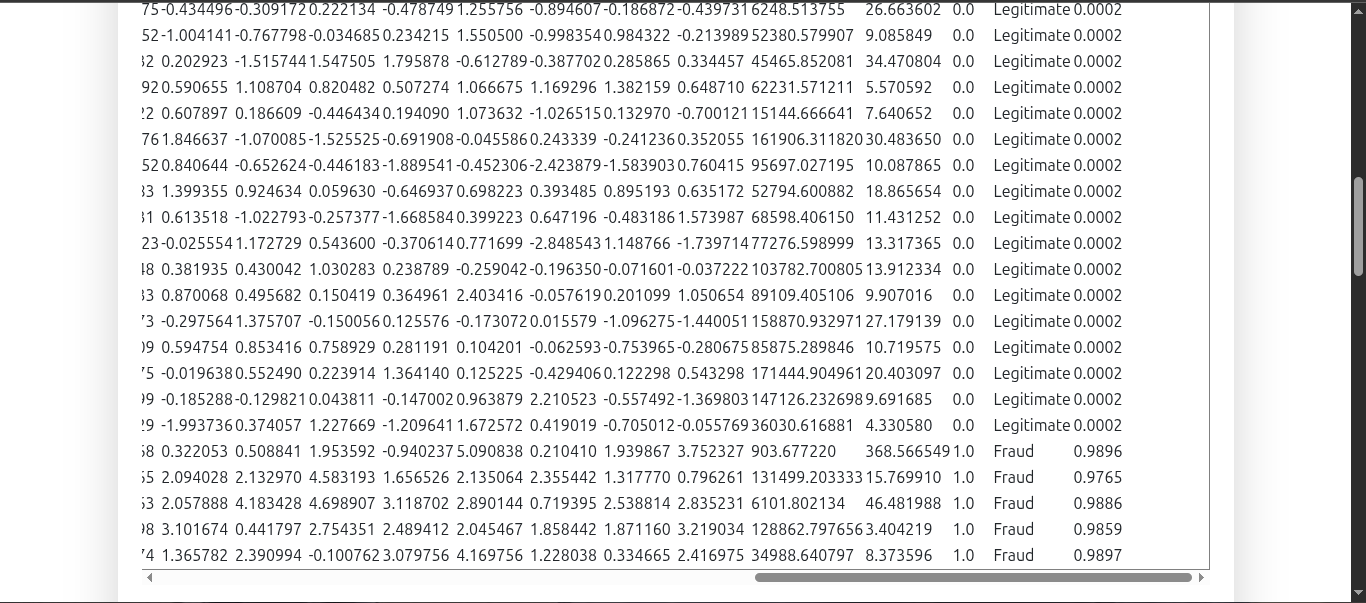 75 -0.434496 -0.309172 0.222134 -0.478749 1.255756 -0.894607 -0.186872 -0.439731 6248.513755 26.663602 0.0 Legitimate 0.0002
52 -1.004141 -0.767798 -0.034685 0.234215 1.550500 -0.998354 0.984322 -0.213989 52380.579907 9.085849 0.0 Legitimate 0.0002
32 0.202923 -1.515744 1.547505 1.795878 -0.612789 -0.387702 0.285865 0.334457 45465.852081 34.470804 0.0 Legitimate 0.0002
92 0.590655 1.108704 0.820482 0.507274 1.066675 1.169296 1.382159 0.648710 62231.571211 5.570592 0.0 Legitimate 0.0002
22 0.607897 0.186609 -0.446434 0.194090 1.073632 -1.026515 0.132970 -0.700121 15144.666641 7.640652 0.0 Legitimate 0.0002
76 1.846637 -1.070085 -1.525525 -0.691908 -0.045586 0.243339 -0.241236 0.352055 161906.311820 30.483650 0.0 Legitimate 0.0002
52 0.840644 -0.652624 -0.446183 -1.889541 -0.452306 -2.423879 -1.583903 0.760415 95697.027195 10.087865 0.0 Legitimate 0.0002
33 1.399355 0.924634 0.059630 -0.646937 0.698223 0.393485 0.895193 0.635172 52794.600882 18.865654 0.0 Legitimate 0.0002
31 0.613518 -1.022793 -0.257377 -1.668584 0.399223 0.647196 -0.483186 1.573987 68598.406150 11.431252 0.0 Legitimate 0.0002
23 -0.025554 1.172729 0.543600 -0.370614 0.771699 -2.848543 1.148766 -1.739714 77276.598999 13.317365 0.0 Legitimate 0.0002
48 0.381935 0.430042 1.030283 0.238789 -0.259042 -0.196350 -0.071601 -0.037222 103782.700805 13.912334 0.0 Legitimate 0.0002
33 0.870068 0.495682 0.150419 0.364961 2.403416 -0.057619 0.201099 1.050654 89109.405106 9.907016 0.0 Legitimate 0.0002
73 -0.297564 1.375707 -0.150056 0.125576 -0.173072 0.015579 -1.096275 -1.440051 158870.932971 27.179139 0.0 Legitimate 0.0002
09 0.594754 0.853416 0.758929 0.281191 0.104201 -0.062593 -0.753965 -0.280675 85875.289846 10.719575 0.0 Legitimate 0.0002
75 -0.019638 0.552490 0.223914 1.364140 0.125225 -0.429406 0.122298 0.543298 171444.904961 20.403097 0.0 Legitimate 0.0002
99 -0.185288 -0.129821 0.043811 -0.147002 0.963879 2.210523 -0.557492 -1.369803 147126.232698 9.691685 0.0 Legitimate 0.0002
29 -1.993736 0.374057 1.227669 -1.209641 1.672572 0.419019 -0.705012 -0.055769 36030.616881 4.330580 0.0 Legitimate 0.0002
58 0.322053 0.508841 1.953592 -0.940237 5.090838 0.210410 1.939867 3.752327 903.677220 368.566549 1.0 Fraud 0.9896
55 2.094028 2.132970 4.583193 1.656526 2.135064 2.355442 1.317770 0.796261 131499.203333 15.769910 1.0 Fraud 0.9765
53 2.057888 4.183428 4.698907 3.118702 2.890144 0.719395 2.538814 2.835231 6101.802134 46.481988 1.0 Fraud 0.9886
98 3.101674 0.441797 2.754351 2.489412 2.045467 1.858442 1.871160 3.219034 128862.797656 3.404219 1.0 Fraud 0.9859
74 1.365782 2.390994 -0.100762 3.079756 4.169756 1.228038 0.334665 2.416975 34988.640797 8.373596 1.0 Fraud 0.9897